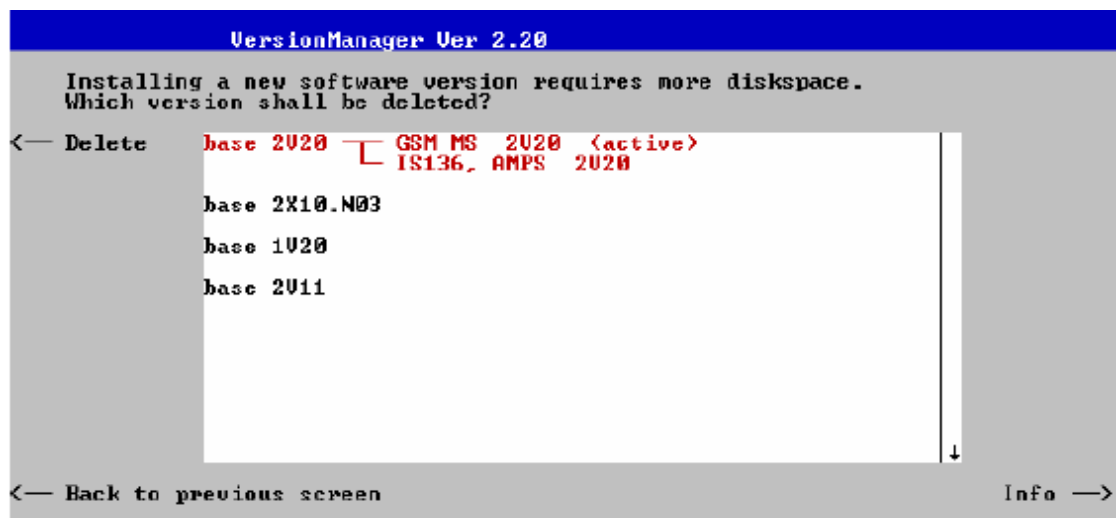 VersionManager Ver 2.20
Installing a new software version requires more diskspace.
Which version shall be deleted?
<— Delete
base 2V20 GSM MS 2V20 (active)
IS136, AMPS 2V20
base 2X10.N03
base 1V20
base 2V11
↓
<— Back to previous screen
Info —>